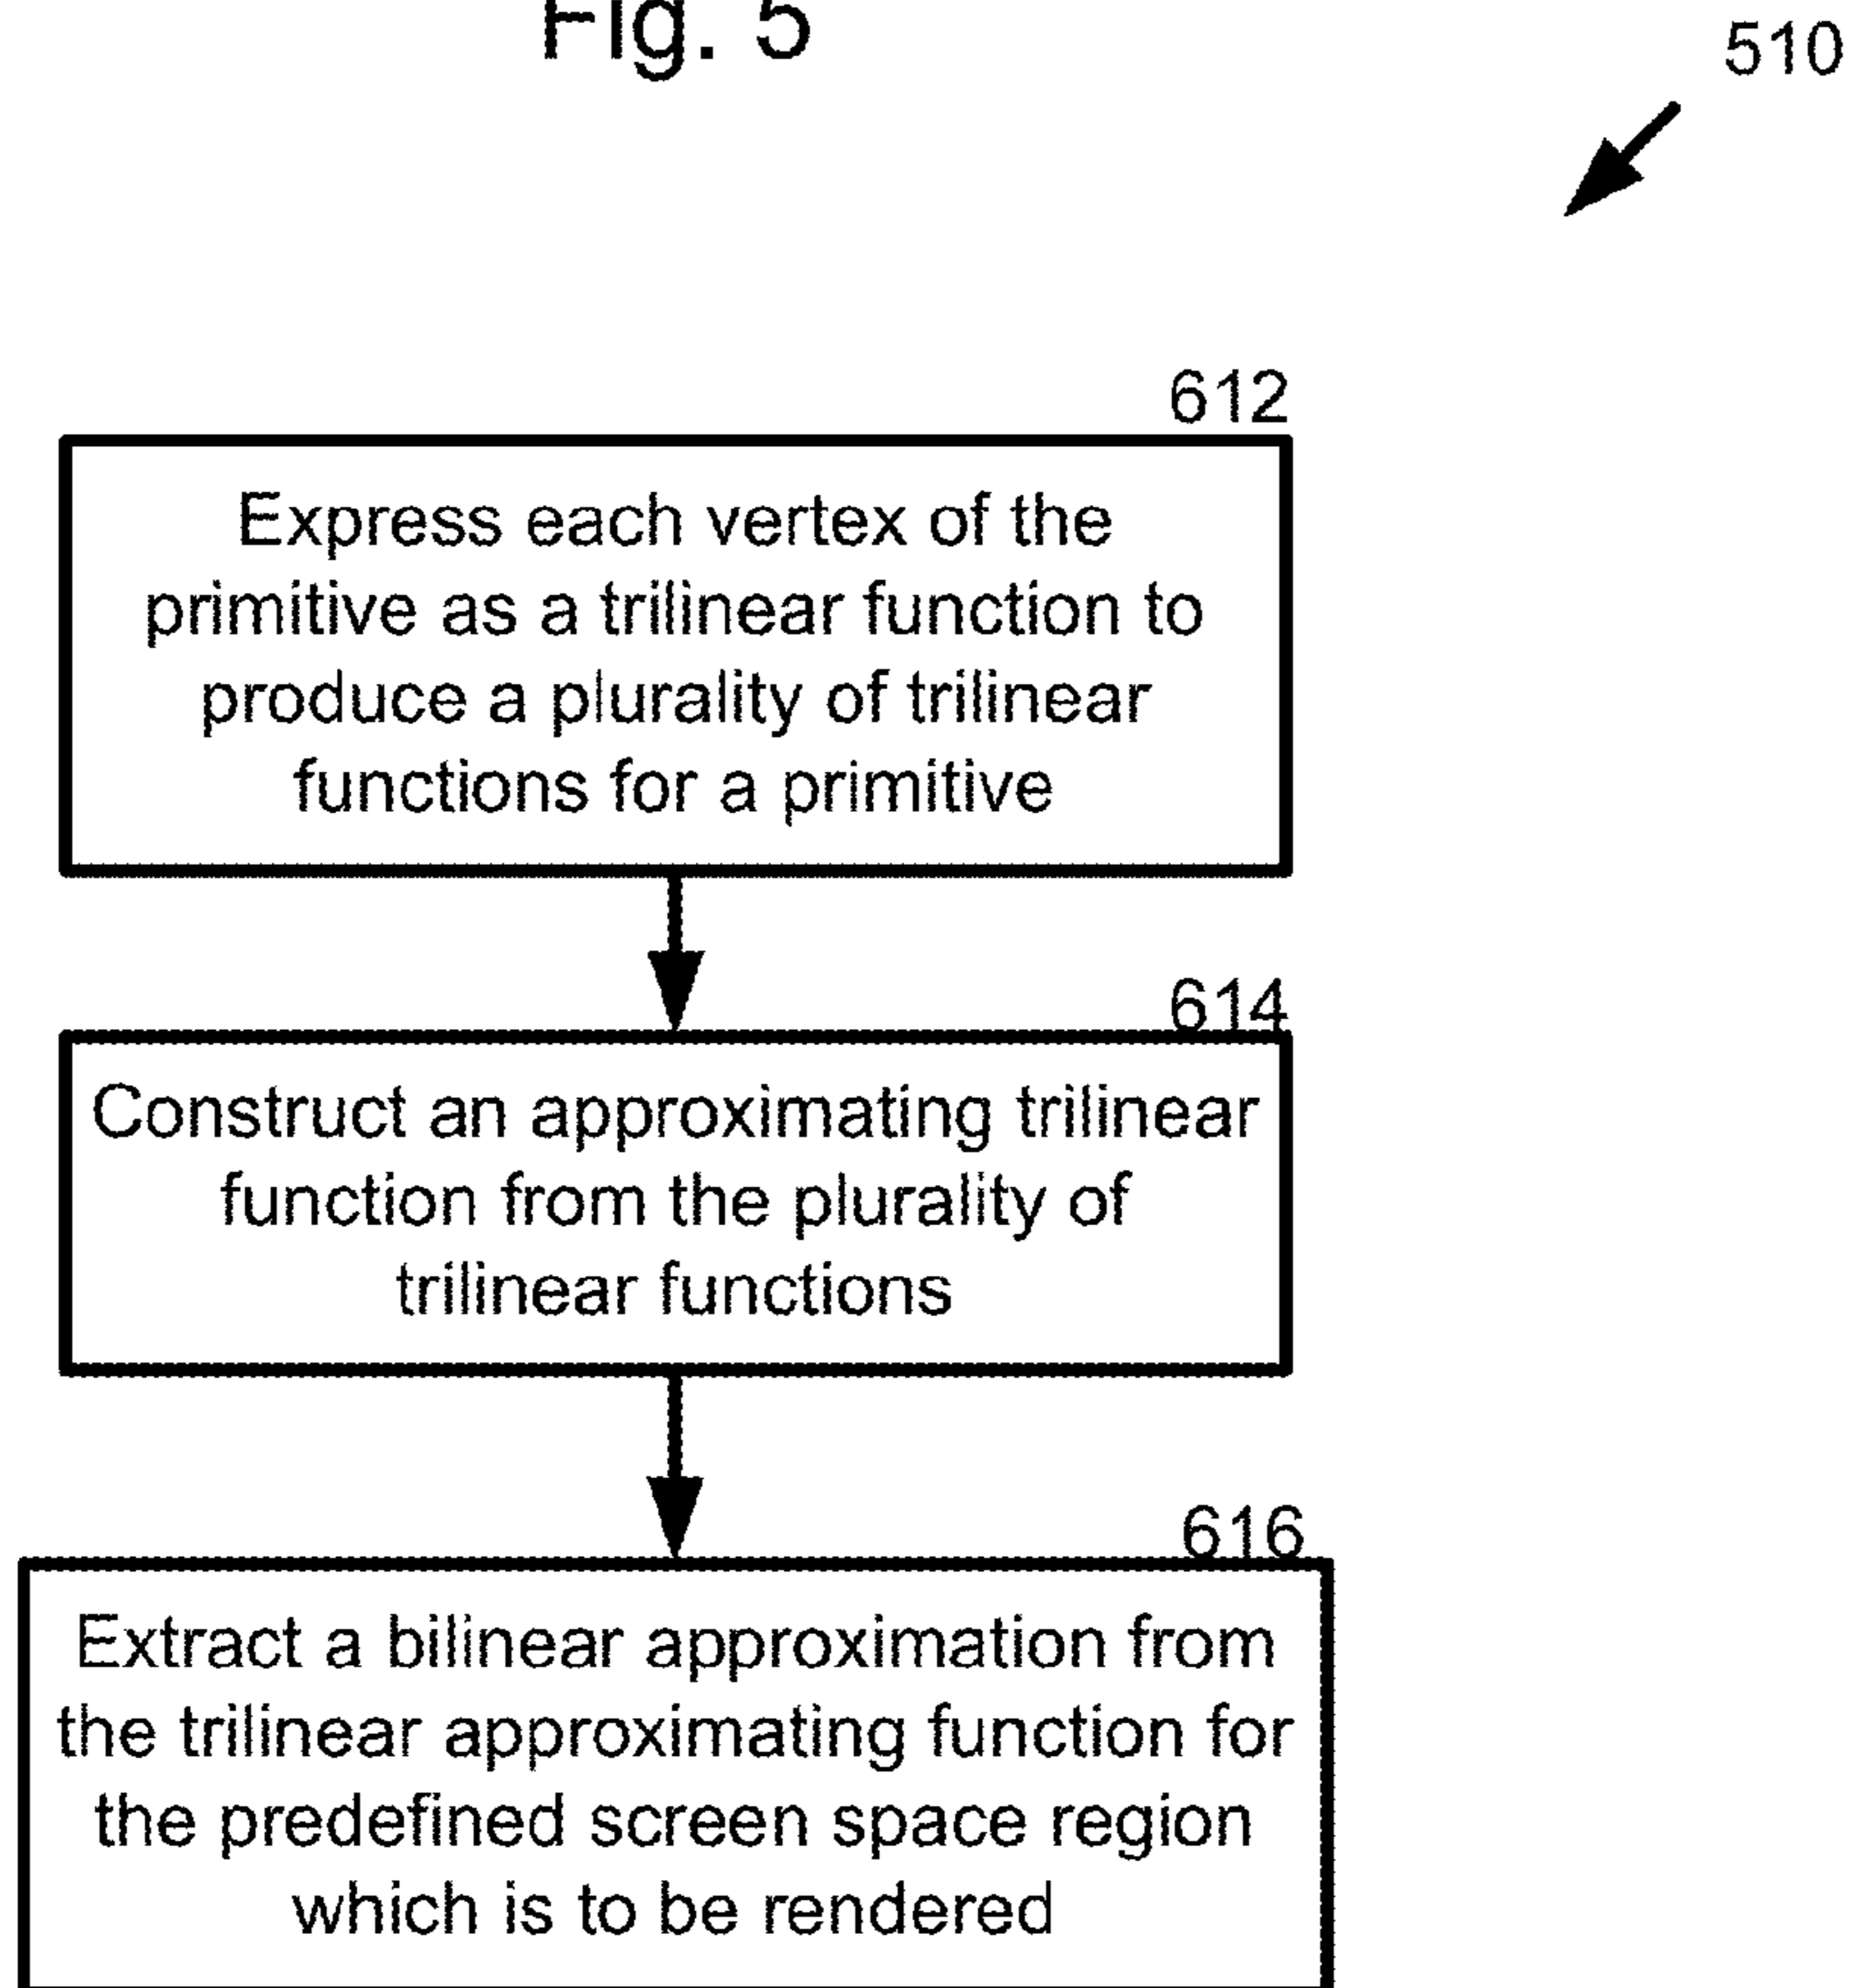 Fig. 5
510
612
Express each vertex of the
primitive as a trilinear function to
produce a plurality of trilinear
functions for a primitive
614
Construct an approximating trilinear
function from the plurality of
trilinear functions
616
Extract a bilinear approximation from
the trilinear approximating function for
the predefined screen space region
which is to be rendered